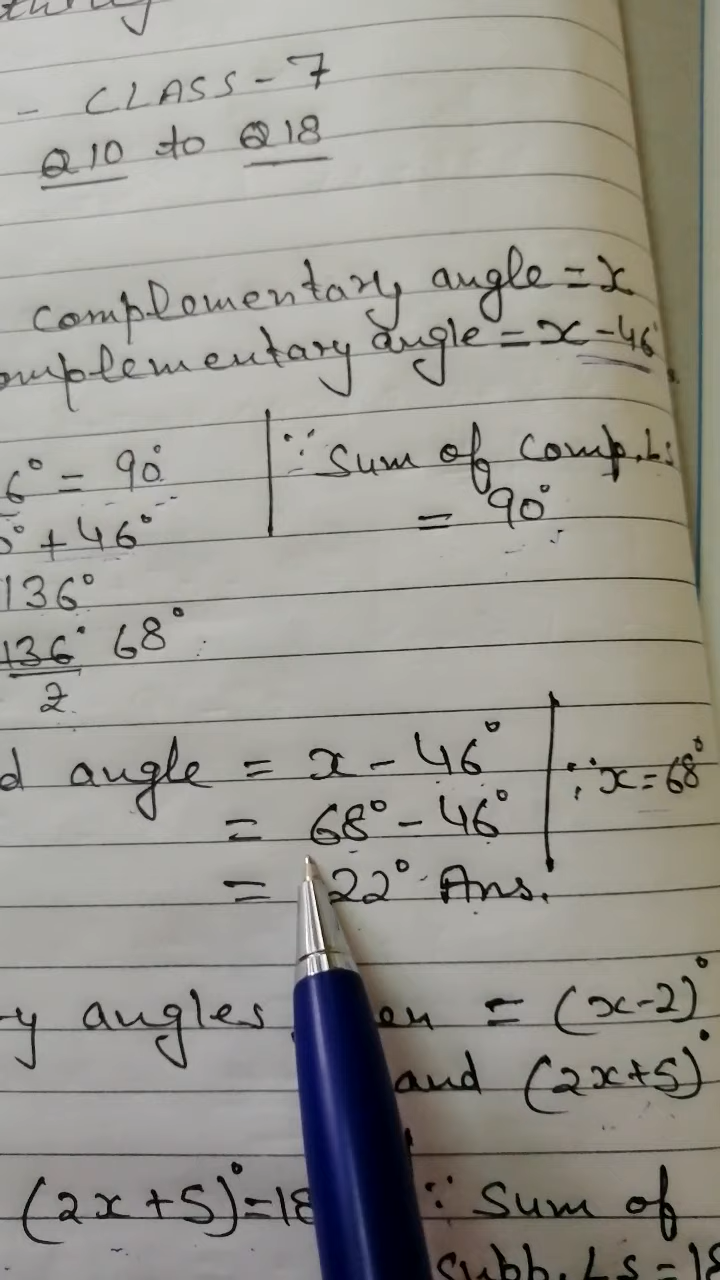 - CLASS-7
Q10 to Q18
complementary angle = x
omplementary angle = x-46°
6° = 90°
∵ Sum of comp. ∠s
= 90°
° + 46°
136°
136° 68°
2
d angle = x - 46°
∵ x = 68°
= 68° - 46°
= 22° Ans.
y angles = (x-2)°
and (2x+5)°
(2x+5)° = 18
∵ Sum of
supp. ∠s = 18